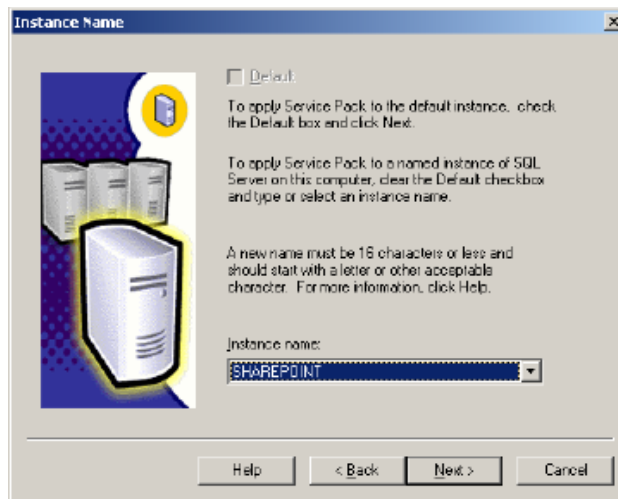 Instance Name
Default
To apply Service Pack to the default instance, check
the Default box and click Next.
To apply Service Pack to a named instance of SQL
Server on this computer, clear the Default checkbox
and type or select an instance name.
A new name must be 16 characters or less and
should start with a letter or other acceptable
character. For more information, click Help.
Instance name:
SHAREPOINT
Help
< Back
Next >
Cancel